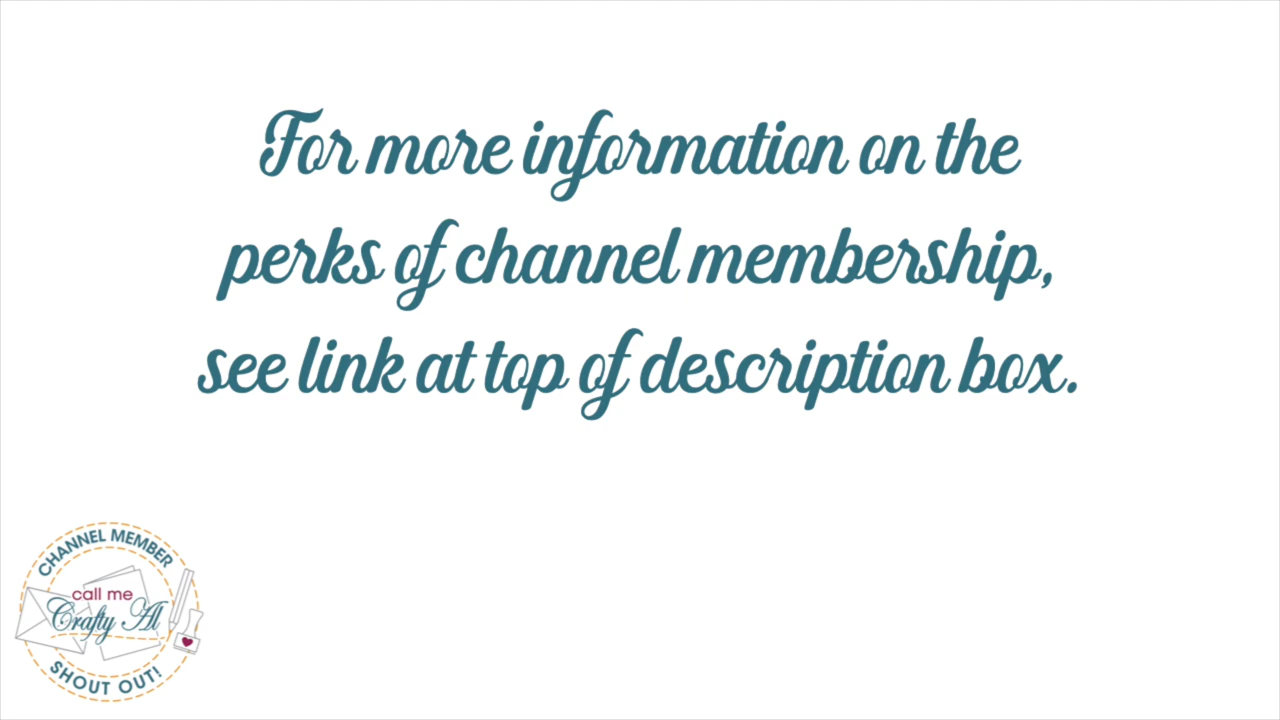 For more information on the
perks of channel membership,
see link at top of description box.
CHANNEL MEMBER
call me
Crafty Al
SHOUT OUT!